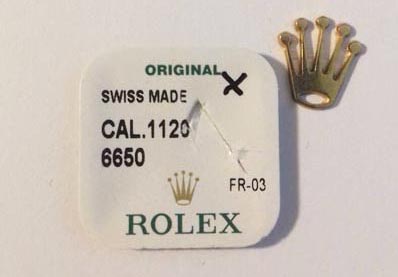 ORIGINAL
SWISS MADE
CAL.1120
6650
FR-03
ROLEX